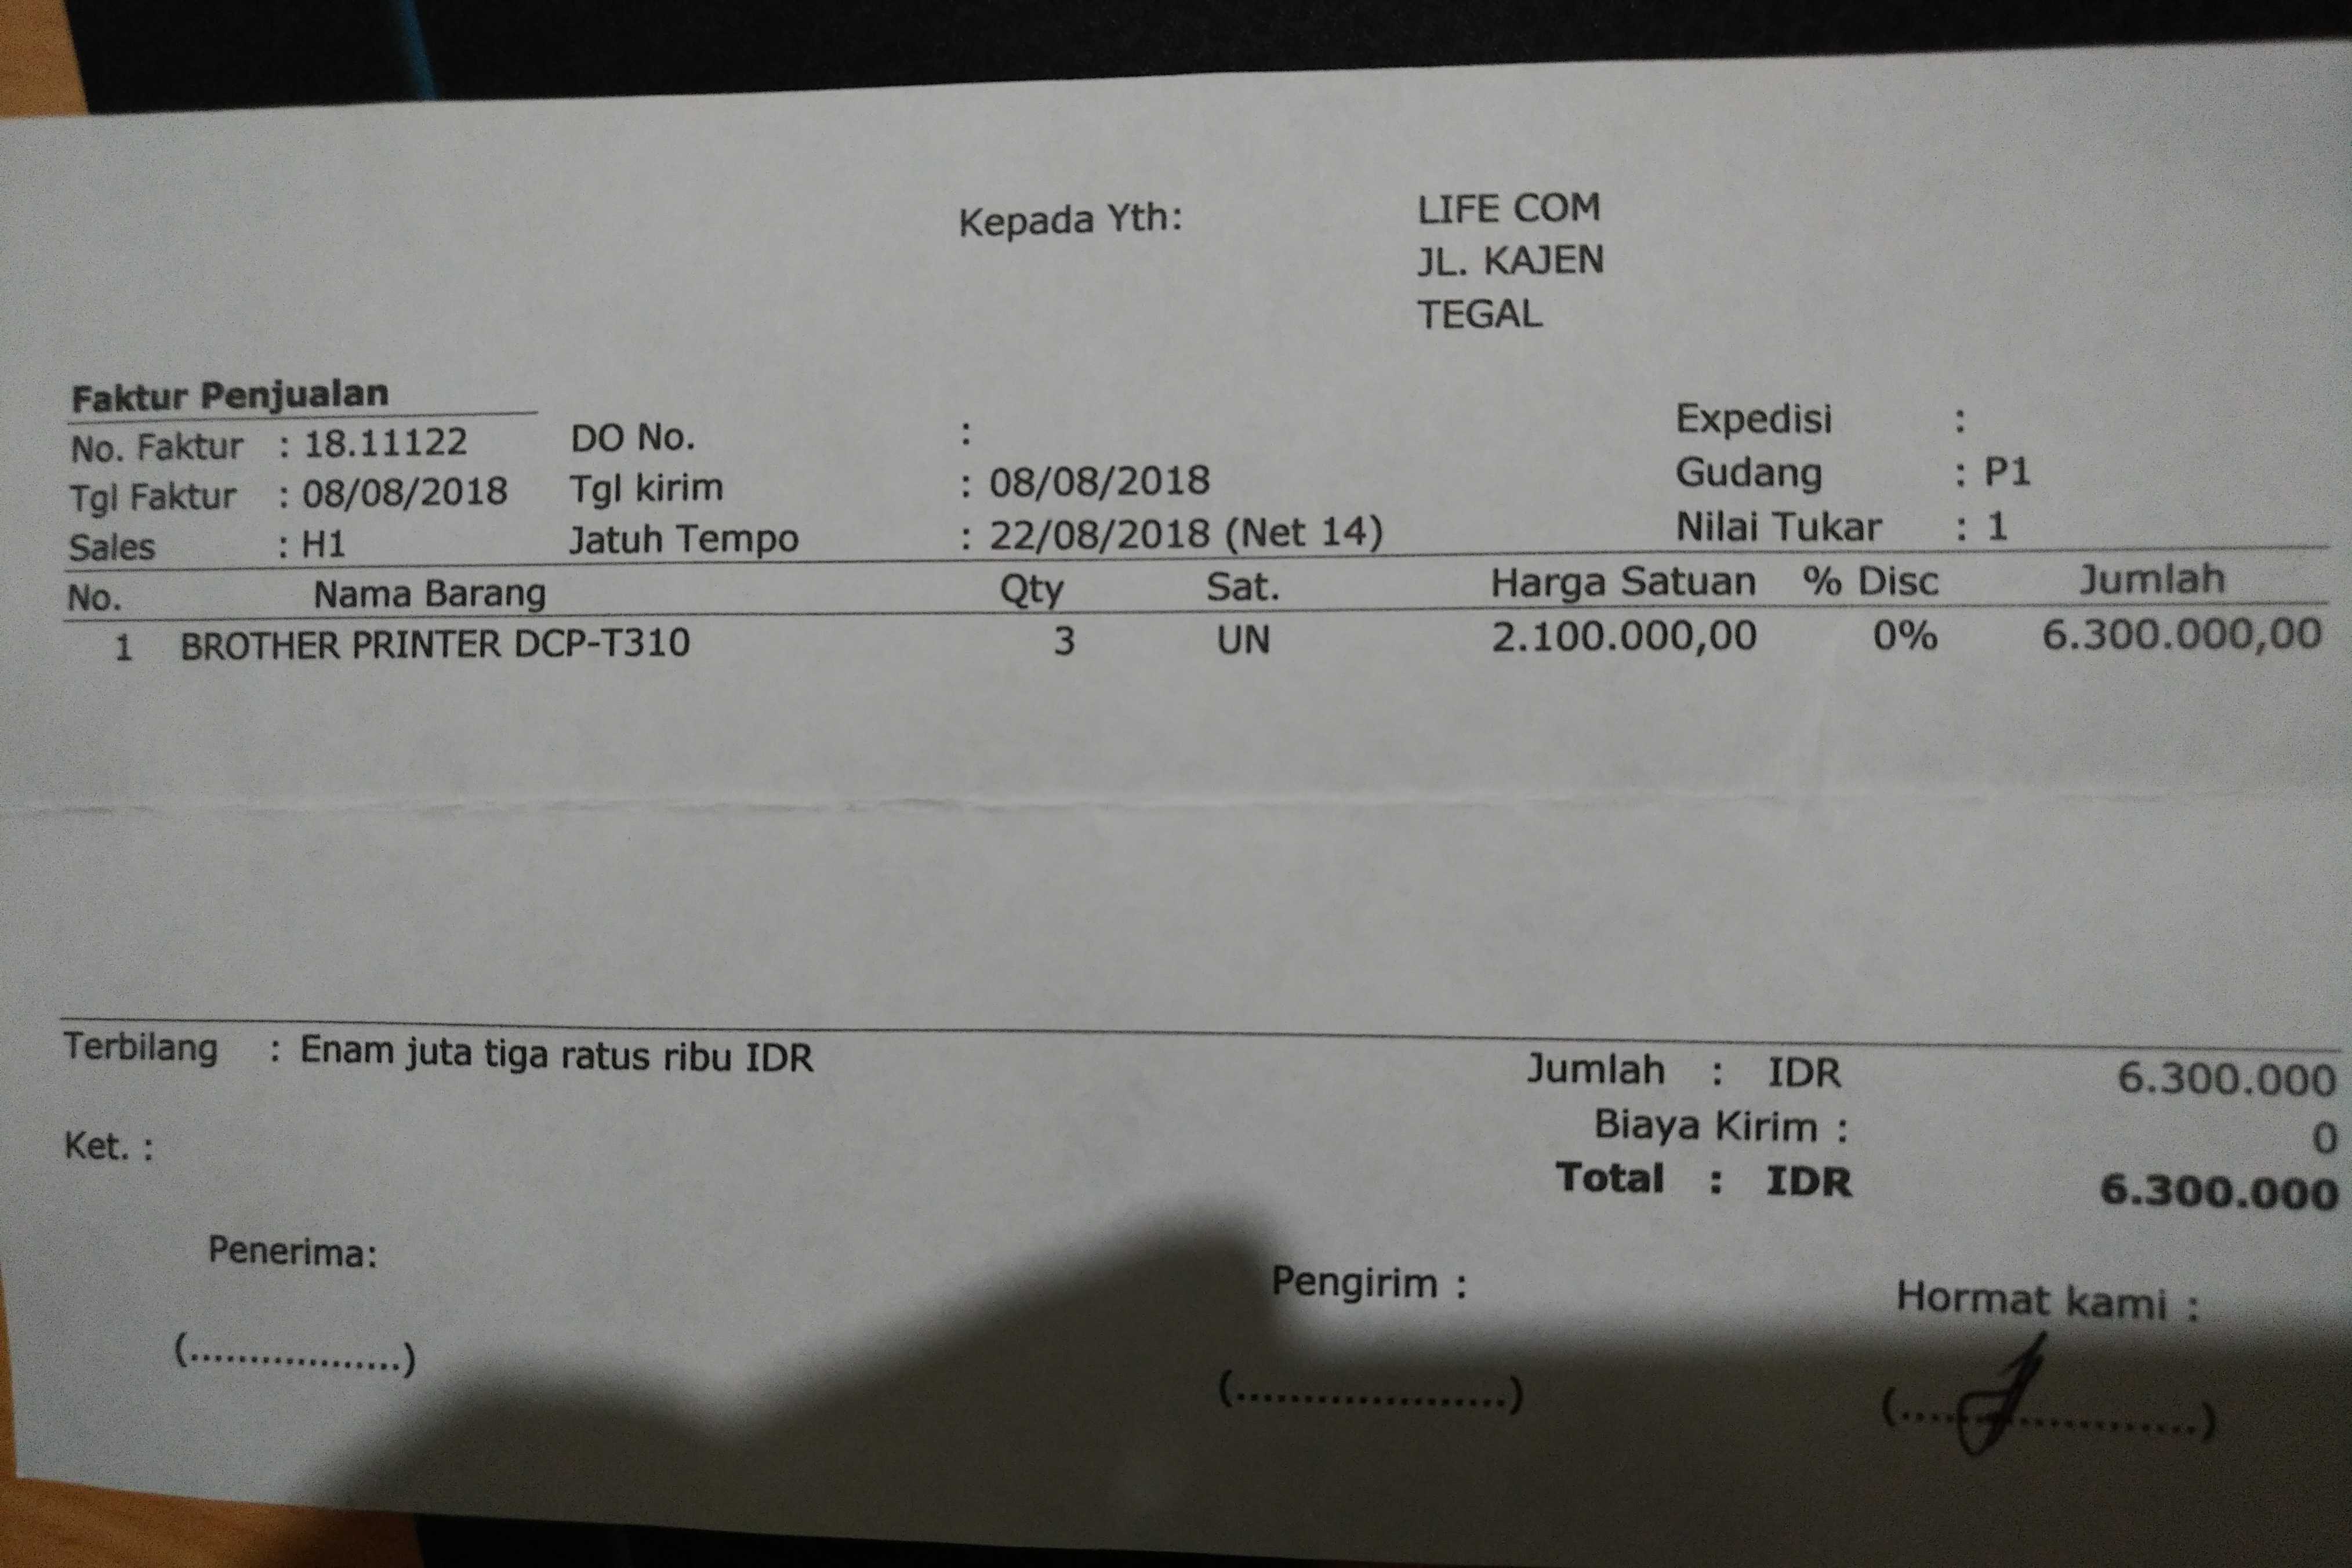 Kepada Yth: LIFE COM
JL. KAJEN
TEGAL
Faktur Penjualan
No. Faktur : 18.11122 DO No. : Expedisi :
Tgl Faktur : 08/08/2018 Tgl kirim : 08/08/2018 Gudang : P1
Sales : H1 Jatuh Tempo : 22/08/2018 (Net 14) Nilai Tukar : 1
No. Nama Barang Qty Sat. Harga Satuan % Disc Jumlah
1 BROTHER PRINTER DCP-T310 3 UN 2.100.000,00 0% 6.300.000,00
Terbilang : Enam juta tiga ratus ribu IDR Jumlah : IDR 6.300.000
Ket. : Biaya Kirim : 0
Total : IDR 6.300.000
Penerima: Pengirim : Hormat kami :
(..................) (....................) (......................)